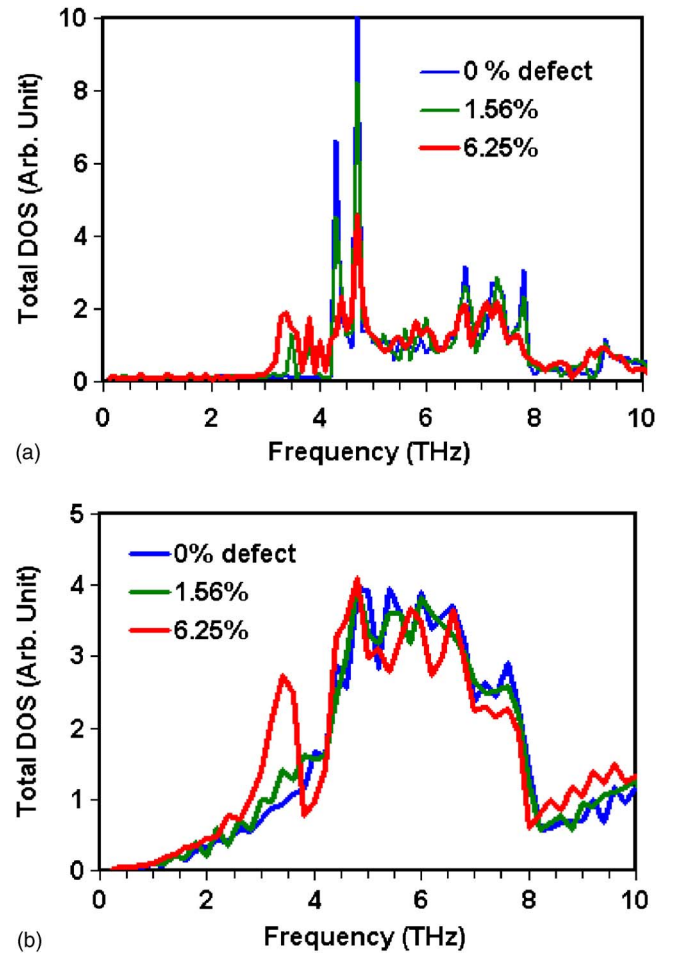 10
8
6
4
2
0
Total DOS (Arb. Unit)
0 % defect
1.56%
6.25%
0 2 4 6 8 10
Frequency (THz)
(a)
5
4
3
2
1
0
Total DOS (Arb. Unit)
0% defect
1.56%
6.25%
0 2 4 6 8 10
Frequency (THz)
(b)